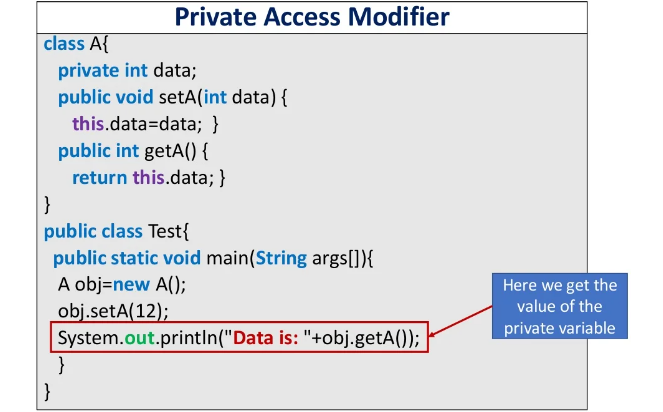 Private Access Modifier
class A{
private int data;
public void setA(int data) {
this.data=data; }
public int getA() {
return this.data; }
}
public class Test{
public static void main(String args[]){
A obj=new A();
obj.setA(12);
System.out.println("Data is: "+obj.getA());
}
}
Here we get the
value of the
private variable